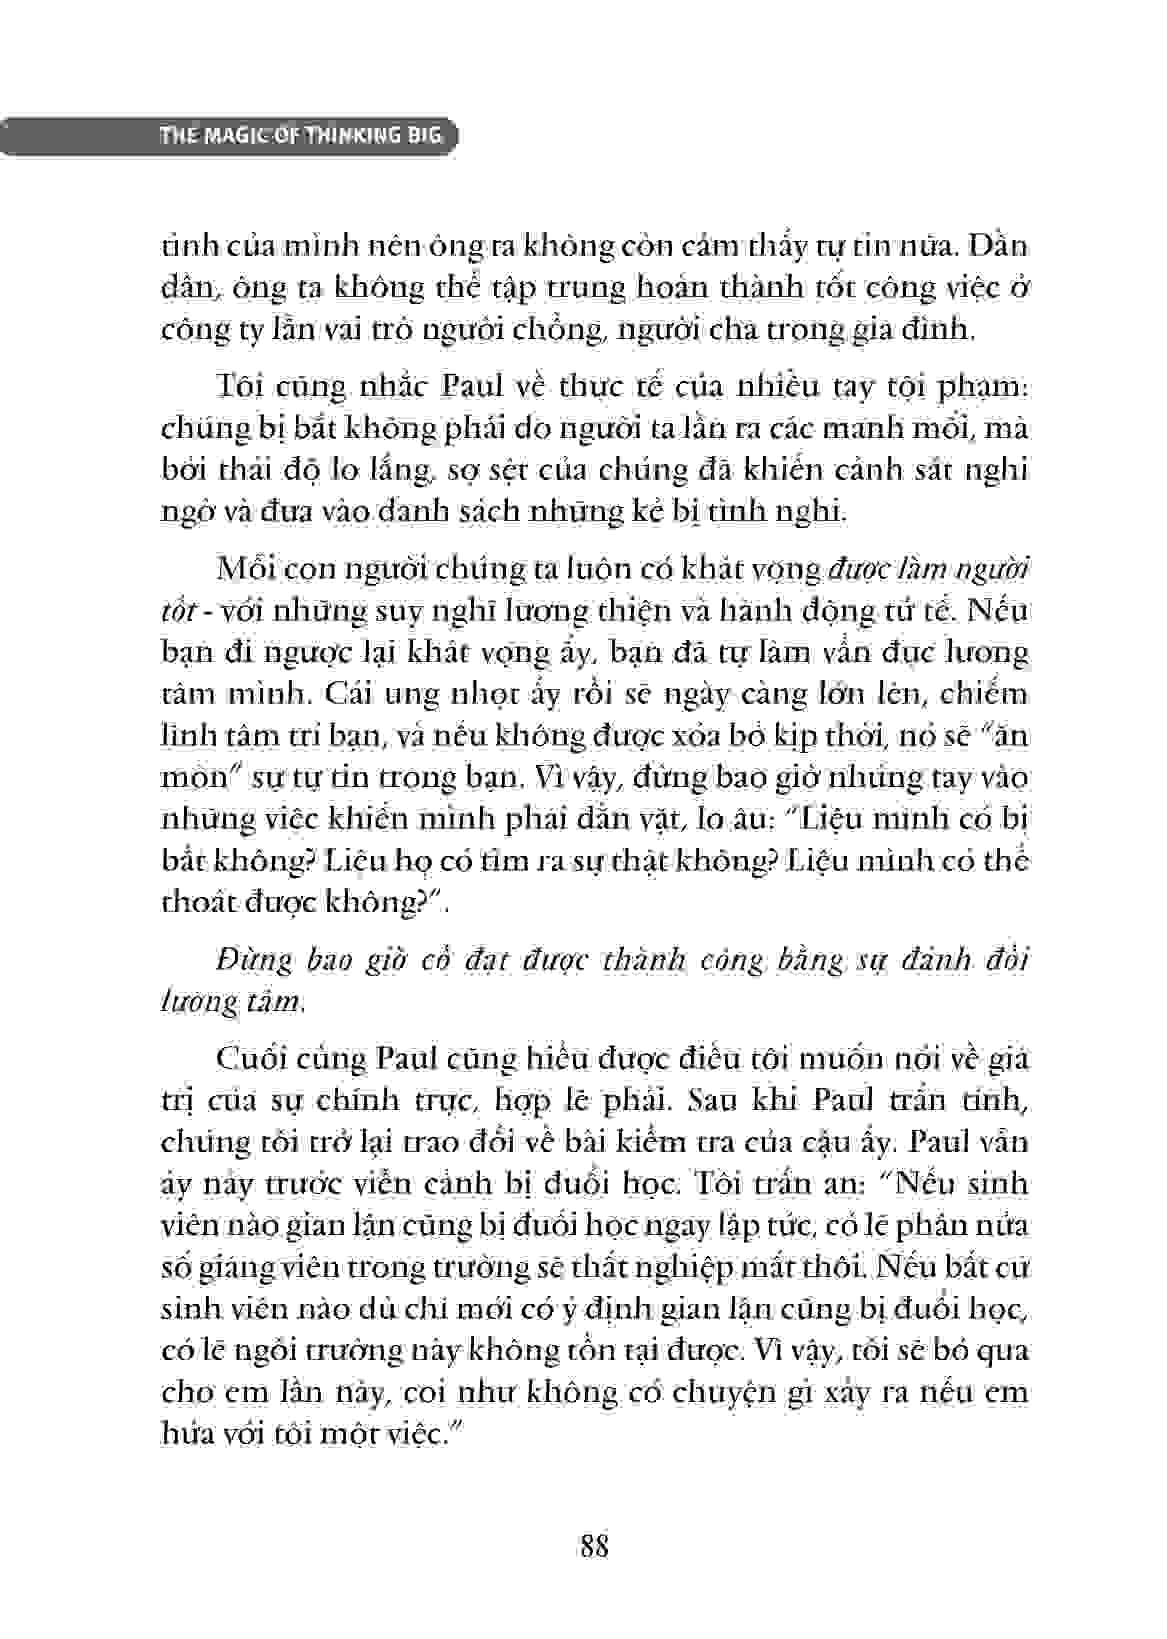 THE MAGIC OF THINKING BIG
tình của mình nên ông ta không còn cảm thấy tự tin nữa. Dần
dần, ông ta không thể tập trung hoàn thành tốt công việc ở
công ty lẫn vai trò người chồng, người cha trong gia đình.
Tôi cũng nhắc Paul về thực tế của nhiều tay tội phạm:
chúng bị bắt không phải do người ta lần ra các manh mối, mà
bởi thái độ lo lắng, sợ sệt của chúng đã khiến cảnh sát nghi
ngờ và đưa vào danh sách những kẻ bị tình nghi.
Mỗi con người chúng ta luôn có khát vọng được làm người
tốt - với những suy nghĩ lương thiện và hành động tử tế. Nếu
bạn đi ngược lại khát vọng ấy, bạn đã tự làm vẩn đục lương
tâm mình. Cái ung nhọt ấy rồi sẽ ngày càng lớn lên, chiếm
lĩnh tâm trí bạn, và nếu không được xóa bỏ kịp thời, nó sẽ “ăn
mòn” sự tự tin trong bạn. Vì vậy, đừng bao giờ nhúng tay vào
những việc khiến mình phải dằn vặt, lo âu: “Liệu mình có bị
bắt không? Liệu họ có tìm ra sự thật không? Liệu mình có thể
thoát được không?”.
Đừng bao giờ cố đạt được thành công bằng sự đánh đổi
lương tâm.
Cuối cùng Paul cũng hiểu được điều tôi muốn nói về giá
trị của sự chính trực, hợp lẽ phải. Sau khi Paul trấn tĩnh,
chúng tôi trở lại trao đổi về bài kiểm tra của cậu ấy. Paul vẫn
áy náy trước viễn cảnh bị đuổi học. Tôi trấn an: “Nếu sinh
viên nào gian lận cũng bị đuổi học ngay lập tức, có lẽ phân nửa
số giảng viên trong trường sẽ thất nghiệp mất thôi. Nếu bất cứ
sinh viên nào dù chỉ mới có ý định gian lận cũng bị đuổi học,
có lẽ ngôi trường này không tồn tại được. Vì vậy, tôi sẽ bỏ qua
cho em lần này, coi như không có chuyện gì xảy ra nếu em
hứa với tôi một việc.”
88